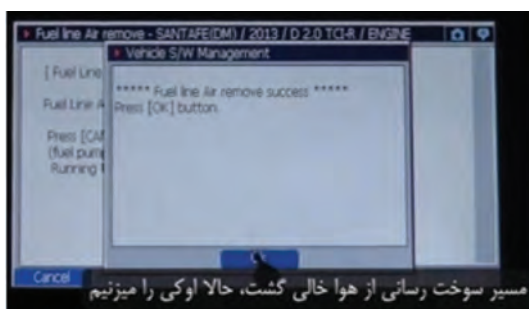 Fuel line Air remove - SANTAFE(DM) / 2013 / D 2.0 TCI-R / ENGINE
Vehicle S/W Management
[ Fuel Line
***** Fuel line Air remove success *****
Fuel Line A
Press [OK] button.
Press [CAN
(fuel pump
Running
Cancel
مسیر سوخت رسانی از هوا خالی گشت، حالا اوکی را میزنیم